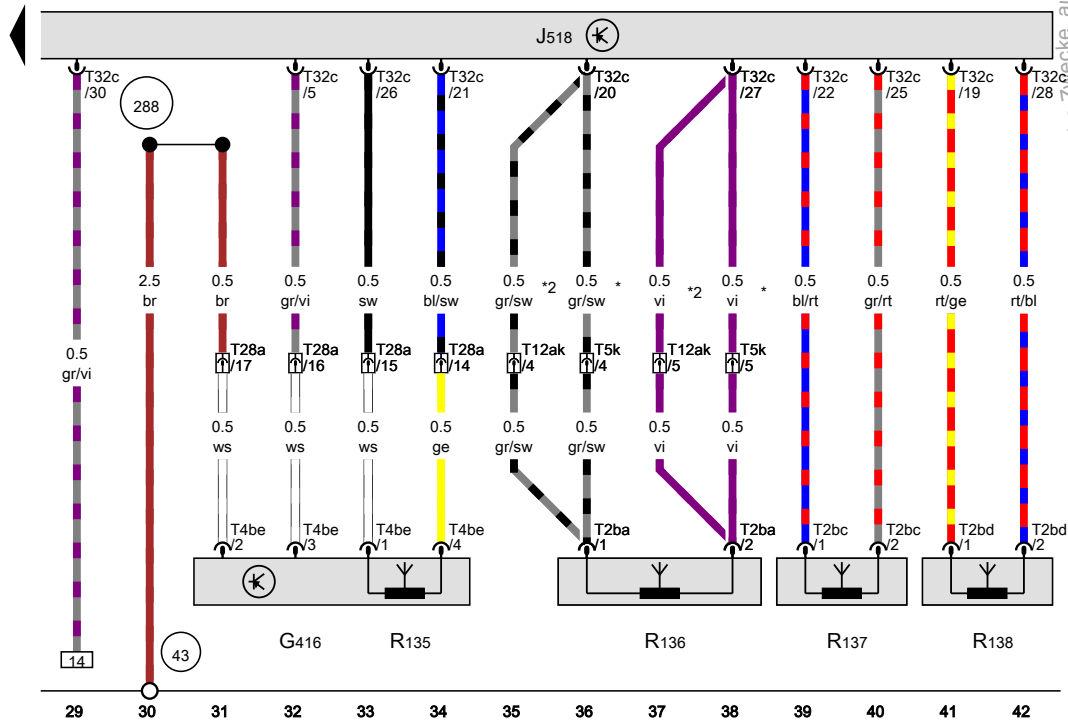 J518
T32c /30
T32c /5
T32c /26
T32c /21
T32c /20
T32c /27
T32c /22
T32c /25
T32c /19
T32c /28
288
2.5 br
0.5 br
0.5 gr/vi
0.5 sw
0.5 bl/sw
0.5 gr/sw
*2
0.5 gr/sw
*
0.5 vi
*2
0.5 vi
*
0.5 bl/rt
0.5 gr/rt
0.5 rt/ge
0.5 rt/bl
0.5 gr/vi
T28a /17
T28a /16
T28a /15
T28a /14
T12ak /4
T5k /4
T12ak /5
T5k /5
0.5 ws
0.5 ws
0.5 ws
0.5 ge
0.5 gr/sw
0.5 gr/sw
0.5 vi
0.5 vi
T4be /2
T4be /3
T4be /1
T4be /4
T2ba /1
T2ba /2
T2bc /1
T2bc /2
T2bd /1
T2bd /2
14
43
G416
R135
R136
R137
R138
29 30 31 32 33 34 35 36 37 38 39 40 41 42
Zwecke, au